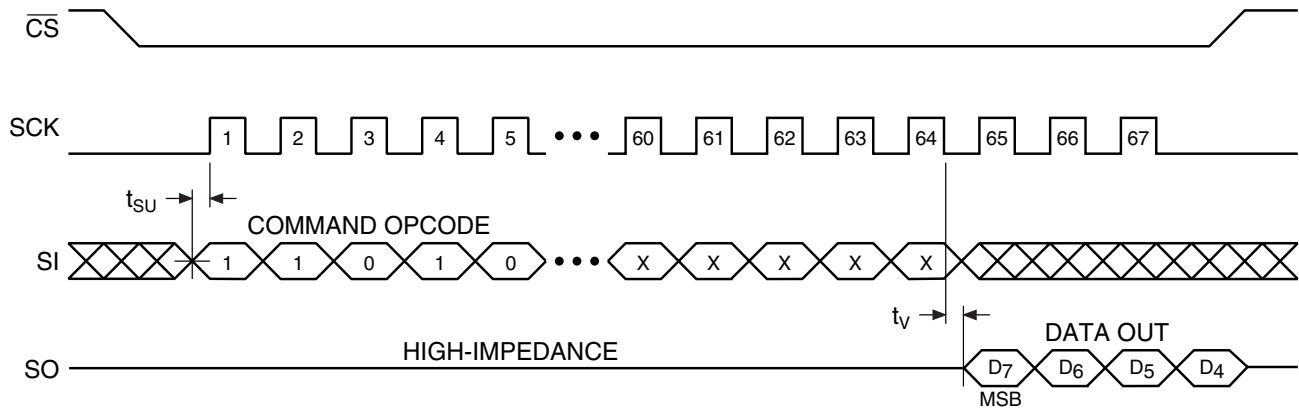 CS
SCK 1 2 3 4 5 ••• 60 61 62 63 64 65 66 67
tSU
COMMAND OPCODE
SI 1 1 0 1 0 ••• X X X X X
tV
DATA OUT
HIGH-IMPEDANCE
SO D7 D6 D5 D4
MSB